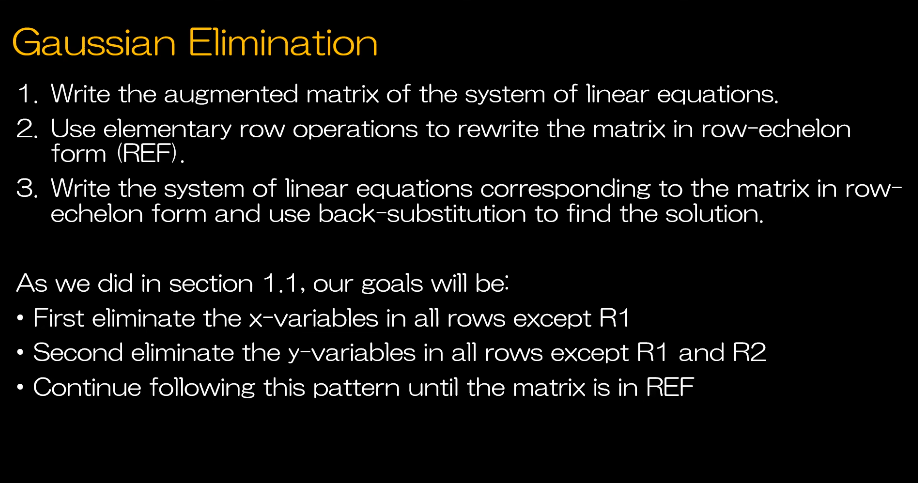 Gaussian Elimination
1. Write the augmented matrix of the system of linear equations.
2. Use elementary row operations to rewrite the matrix in row-echelon
form (REF).
3. Write the system of linear equations corresponding to the matrix in row-
echelon form and use back-substitution to find the solution.
As we did in section 1.1, our goals will be:
• First eliminate the x-variables in all rows except R1
• Second eliminate the y-variables in all rows except R1 and R2
• Continue following this pattern until the matrix is in REF